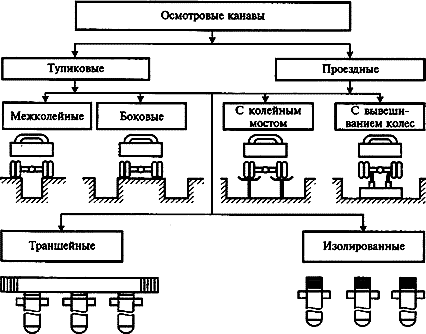 Осмотровые канавы
Тупиковые
Проездные
Межколейные
Боковые
С колейным
мостом
С вывеши-
ванием колес
Траншейные
Изолированные